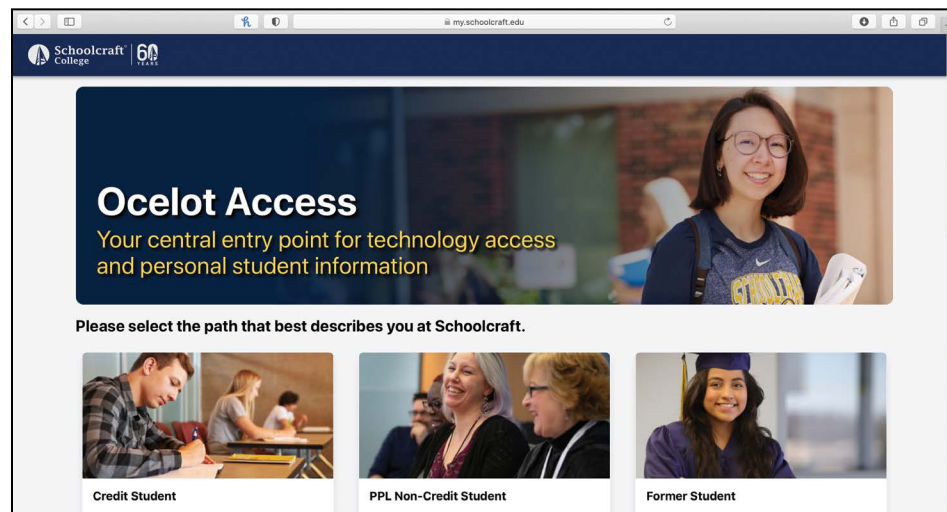 my.schoolcraft.edu
Schoolcraft™
College
60
YEARS
Ocelot Access
Your central entry point for technology access
and personal student information
SCHOOLCRAFT
Please select the path that best describes you at Schoolcraft.
Credit Student
PPL Non-Credit Student
Former Student